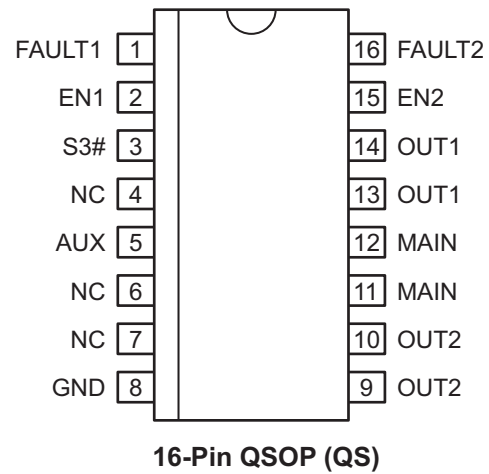 FAULT1 1 16 FAULT2
EN1 2 15 EN2
S3# 3 14 OUT1
NC 4 13 OUT1
AUX 5 12 MAIN
NC 6 11 MAIN
NC 7 10 OUT2
GND 8 9 OUT2
16-Pin QSOP (QS)